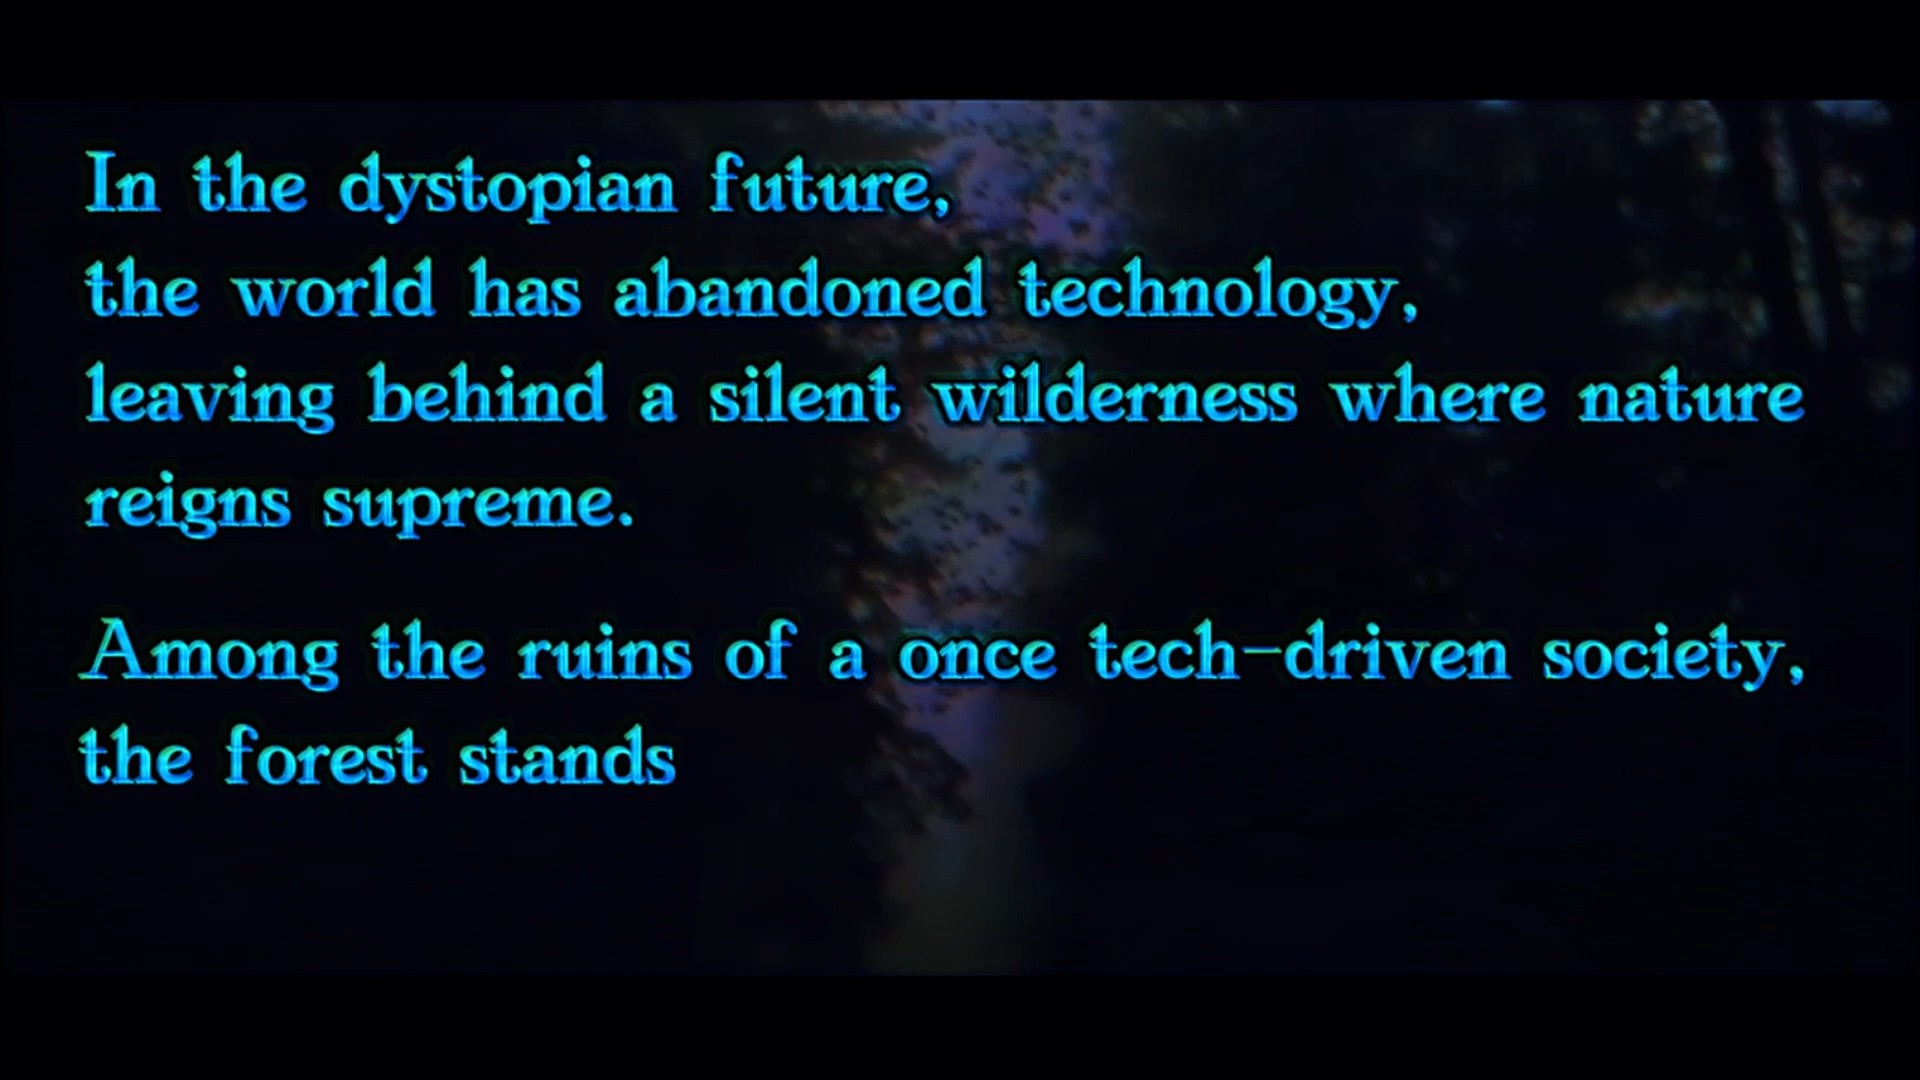 In the dystopian future,
the world has abandoned technology,
leaving behind a silent wilderness where nature
reigns supreme.
Among the ruins of a once tech-driven society,
the forest stands